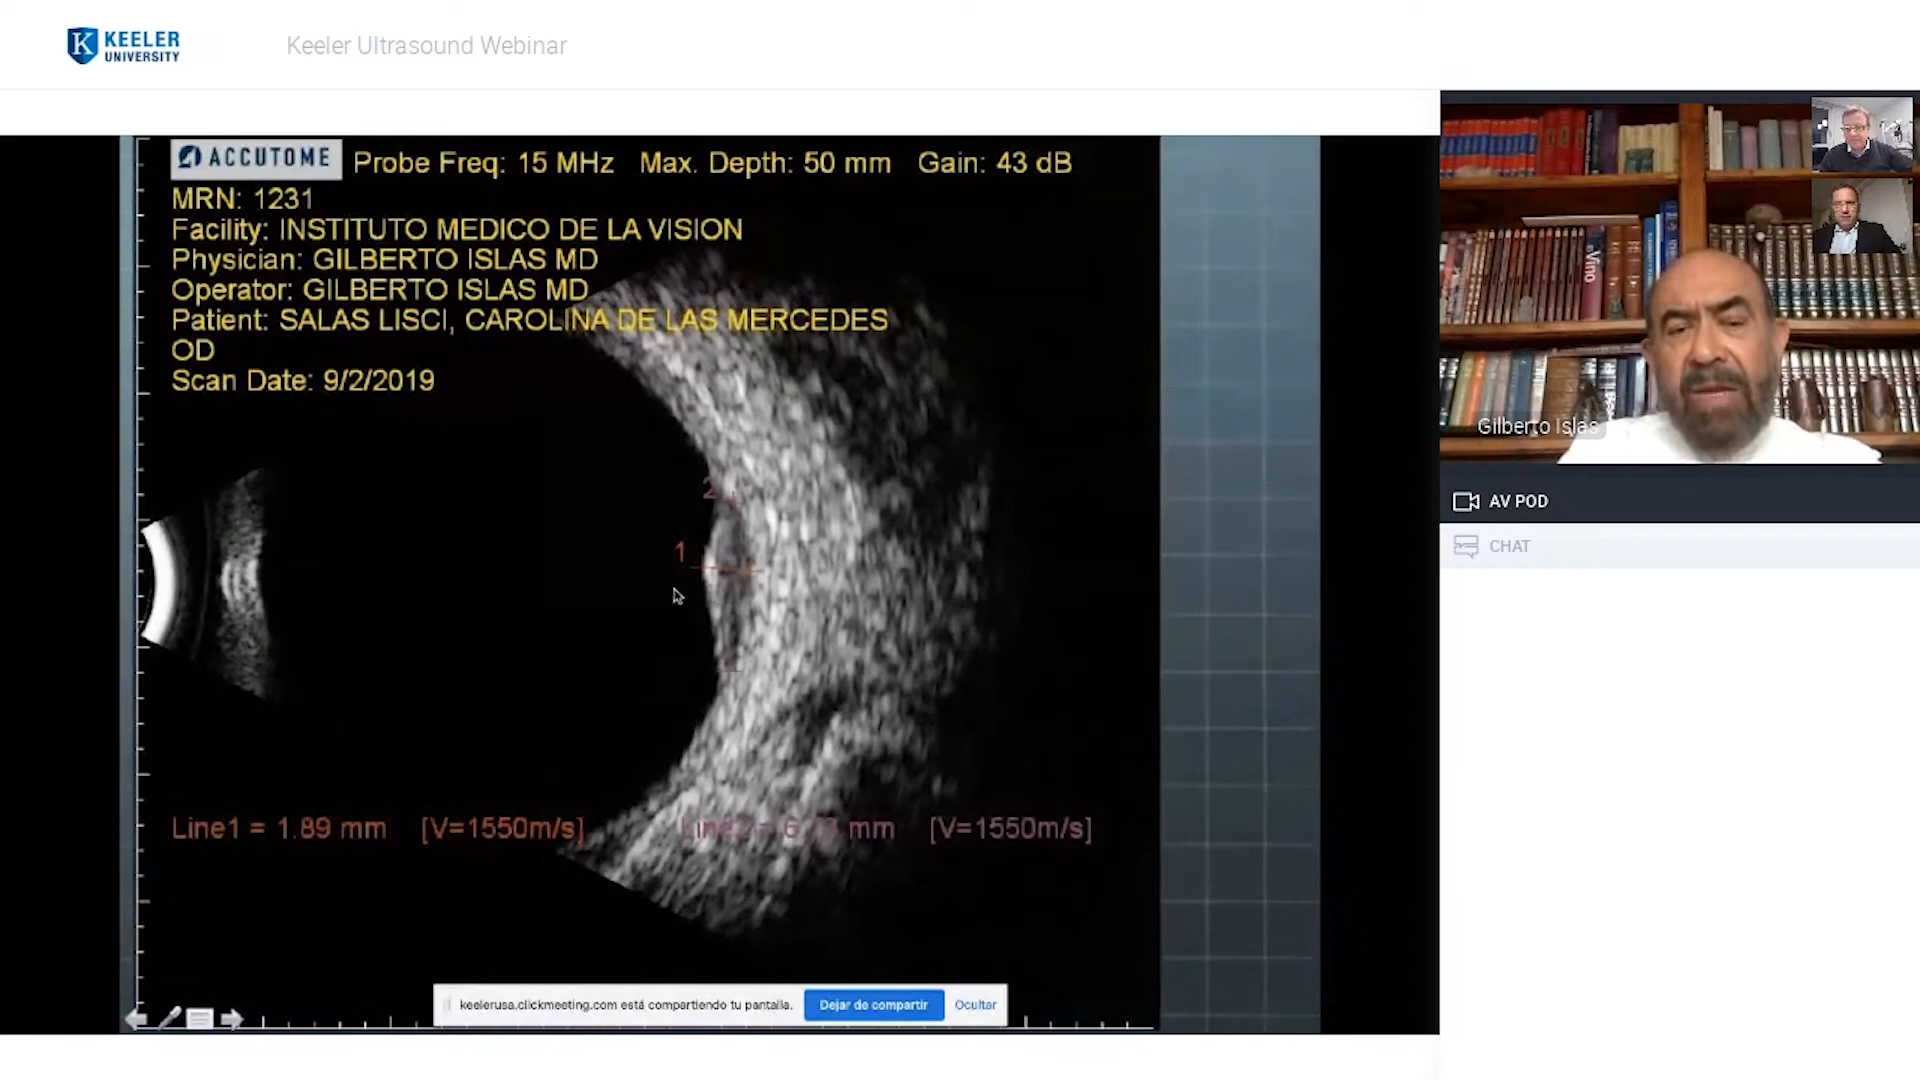 KEELER
UNIVERSITY
Keeler Ultrasound Webinar
ACCUTOME Probe Freq: 15 MHz Max. Depth: 50 mm Gain: 43 dB
MRN: 1231
Facility: INSTITUTO MEDICO DE LA VISION
Physician: GILBERTO ISLAS MD
Operator: GILBERTO ISLAS MD
Patient: SALAS LISCI, CAROLINA DE LAS MERCEDES
OD
Scan Date: 9/2/2019
2
1
Line1 = 1.89 mm [V=1550m/s] mm [V=1550m/s]
keelerusa.clickmeeting.com está compartiendo tu pantalla. Dejar de compartir Ocultar
Vino
Gilberto Islas
AV POD
CHAT